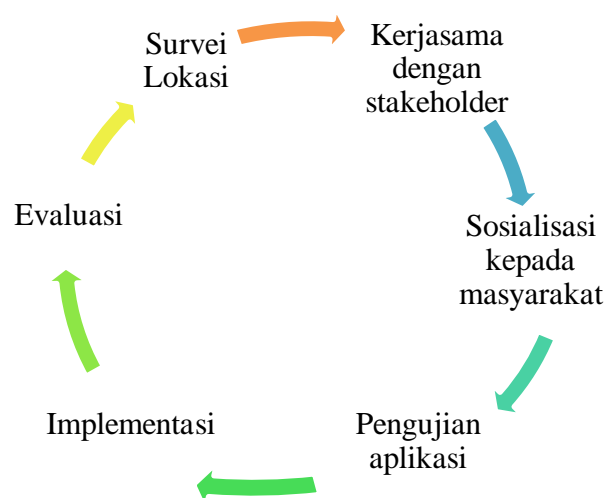 Survei
Lokasi
Kerjasama
dengan
stakeholder
Sosialisasi
kepada
masyarakat
Pengujian
aplikasi
Implementasi
Evaluasi